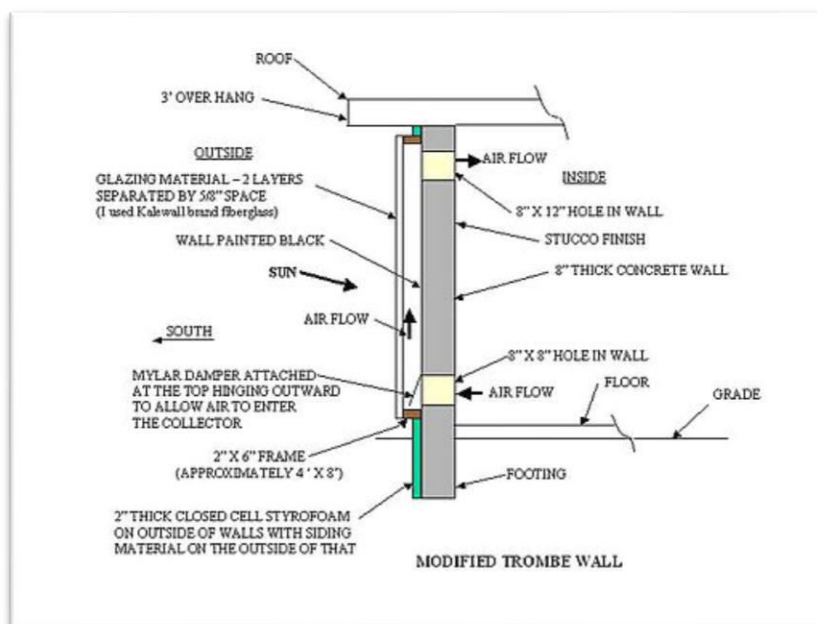 ROOF
3' OVER HANG
OUTSIDE
GLAZING MATERIAL – 2 LAYERS
SEPARATED BY 5/8" SPACE
(I used Kalewall brand fiberglass)
WALL PAINTED BLACK
SUN
AIR FLOW
SOUTH
MYLAR DAMPER ATTACHED
AT THE TOP HINGING OUTWARD
TO ALLOW AIR TO ENTER
THE COLLECTOR
2" X 6" FRAME
(APPROXIMATELY 4 ' X 8')
2" THICK CLOSED CELL STYROFOAM
ON OUTSIDE OF WALLS WITH SIDING
MATERIAL ON THE OUTSIDE OF THAT
AIR FLOW
INSIDE
8" X 12" HOLE IN WALL
STUCCO FINISH
8" THICK CONCRETE WALL
8" X 8" HOLE IN WALL
AIR FLOW
FLOOR
GRADE
FOOTING
MODIFIED TROMBE WALL